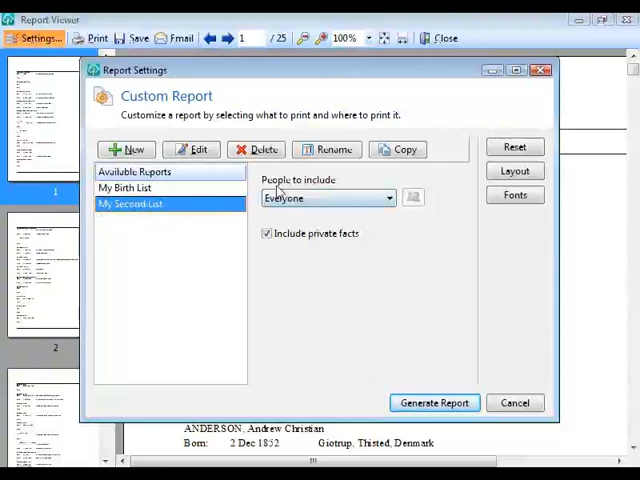 Report Viewer
Settings... Print Save Email 1 / 25 100% Close
Report Settings
Custom Report
Customize a report by selecting what to print and where to print it.
New Edit Delete Rename Copy
Reset
Layout
Fonts
Available Reports
My Birth List
My Second List
People to include
Everyone
Include private facts
Generate Report Cancel
1
2
ANDERSON, Andrew Christian
Born: 2 Dec 1852 Giotrup, Thisted, Denmark